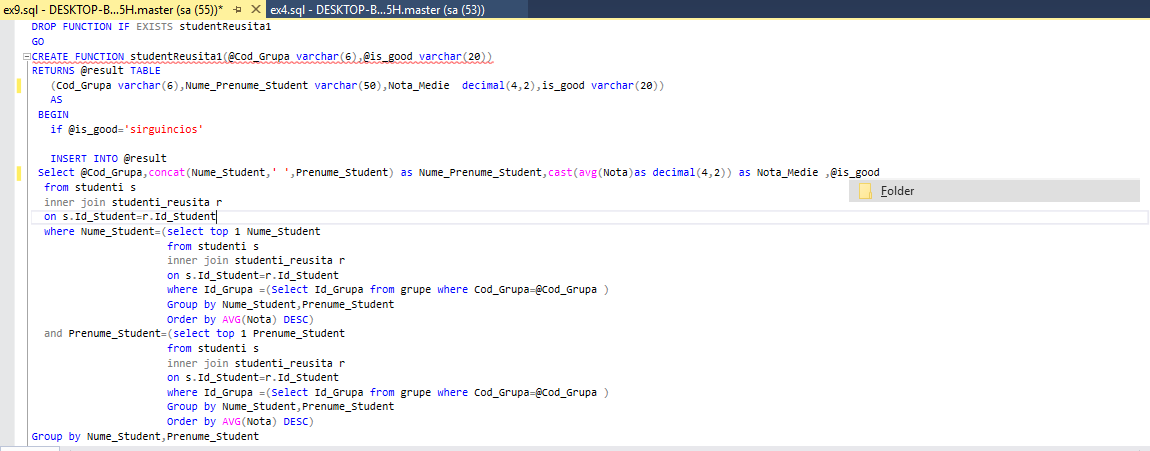 ex9.sql - DESKTOP-B...5H.master (sa (55))* ex4.sql - DESKTOP-B...5H.master (sa (53))
DROP FUNCTION IF EXISTS studentReusita1
GO
CREATE FUNCTION studentReusita1(@Cod_Grupa varchar(6),@is_good varchar(20))
RETURNS @result TABLE
(Cod_Grupa varchar(6),Nume_Prenume_Student varchar(50),Nota_Medie decimal(4,2),is_good varchar(20))
AS
BEGIN
if @is_good='sirguincios'
INSERT INTO @result
Select @Cod_Grupa,concat(Nume_Student,' ',Prenume_Student) as Nume_Prenume_Student,cast(avg(Nota)as decimal(4,2)) as Nota_Medie ,@is_good
from studenti s
Folder
inner join studenti_reusita r
on s.Id_Student=r.Id_Student
where Nume_Student=(select top 1 Nume_Student
from studenti s
inner join studenti_reusita r
on s.Id_Student=r.Id_Student
where Id_Grupa =(Select Id_Grupa from grupe where Cod_Grupa=@Cod_Grupa )
Group by Nume_Student,Prenume_Student
Order by AVG(Nota) DESC)
and Prenume_Student=(select top 1 Prenume_Student
from studenti s
inner join studenti_reusita r
on s.Id_Student=r.Id_Student
where Id_Grupa =(Select Id_Grupa from grupe where Cod_Grupa=@Cod_Grupa )
Group by Nume_Student,Prenume_Student
Order by AVG(Nota) DESC)
Group by Nume_Student,Prenume_Student